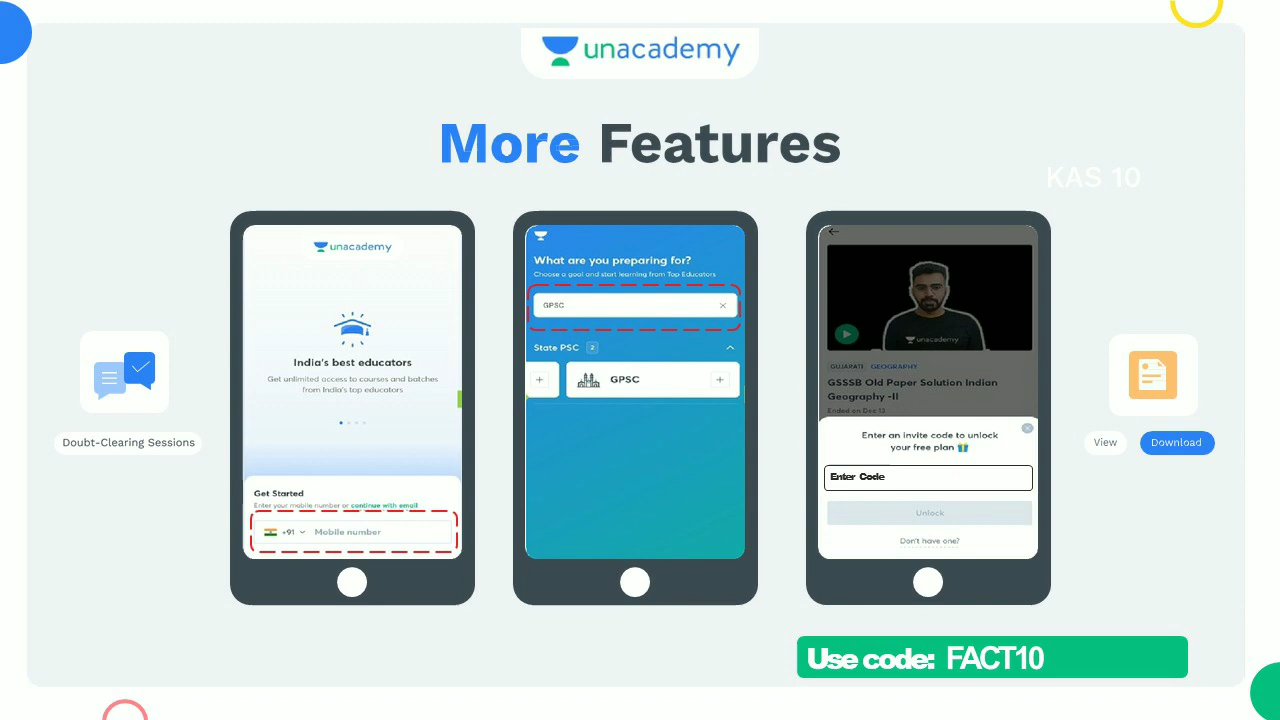 unacademy
More Features
KAS 10
unacademy
India's best educators
Get unlimited access to courses and batches
from India's top educators
Get Started
Enter your mobile number or continue with email
+91 Mobile number
What are you preparing for?
Choose a goal and start learning from Top Educators
GPSC
State PSC 2
GPSC
unacademy
GUJARATI GEOGRAPHY
GSSSB Old Paper Solution Indian
Geography -II
Ended on Dec 13
Enter an invite code to unlock
your free plan
Enter Code
Unlock
Don't have one?
Doubt-Clearing Sessions
View Download
Use code: FACT10